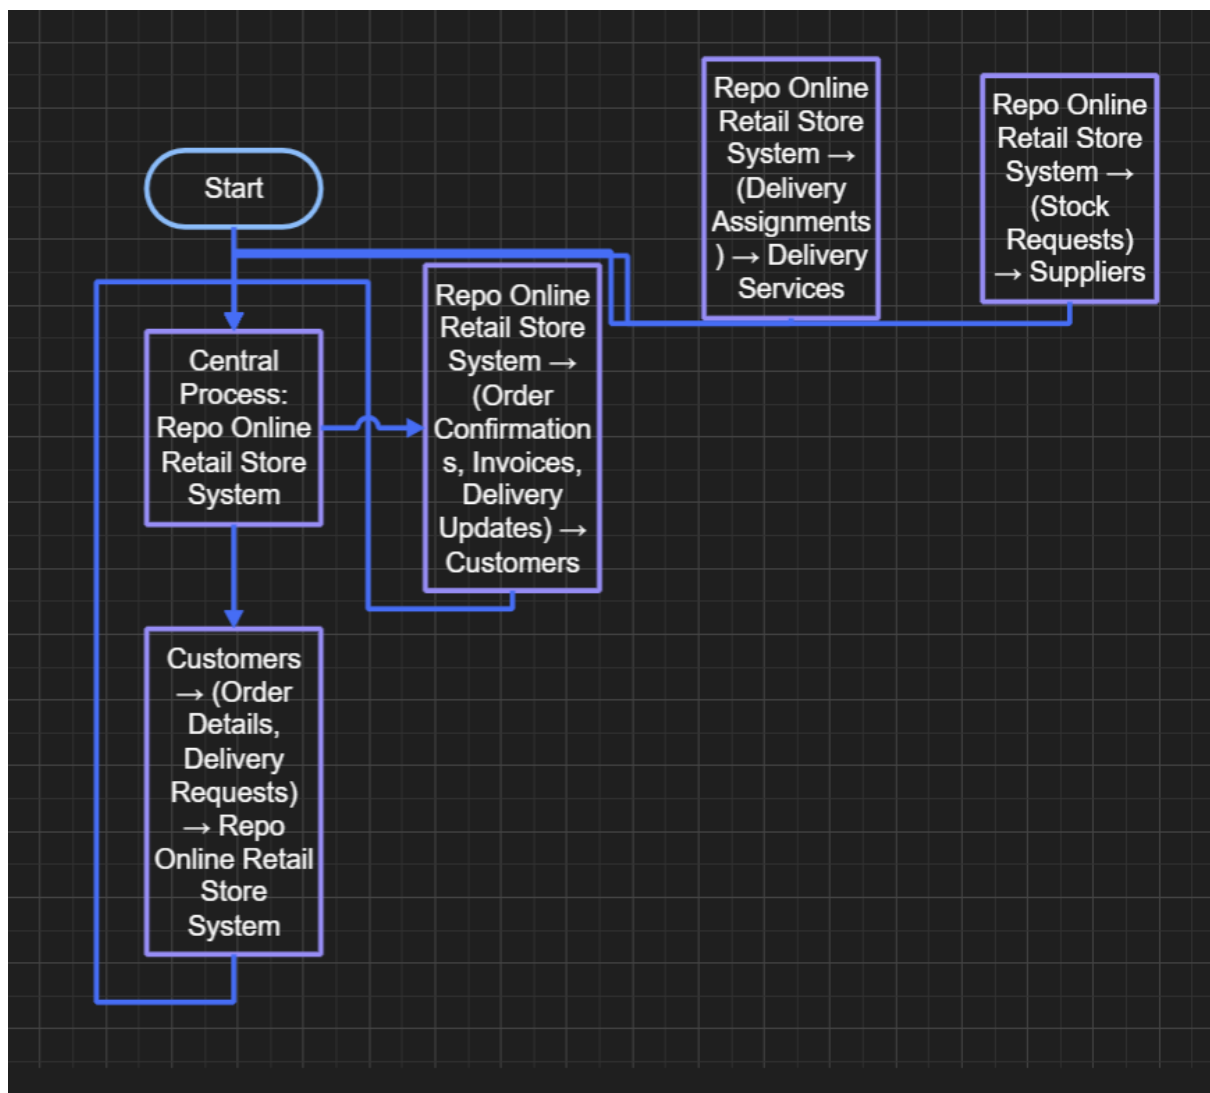 Start
Central
Process:
Repo Online
Retail Store
System
Customers
→ (Order
Details,
Delivery
Requests)
→ Repo
Online Retail
Store
System
Repo Online
Retail Store
System →
(Order
Confirmation
s, Invoices,
Delivery
Updates) →
Customers
Repo Online
Retail Store
System →
(Delivery
Assignments
) → Delivery
Services
Repo Online
Retail Store
System →
(Stock
Requests)
→ Suppliers